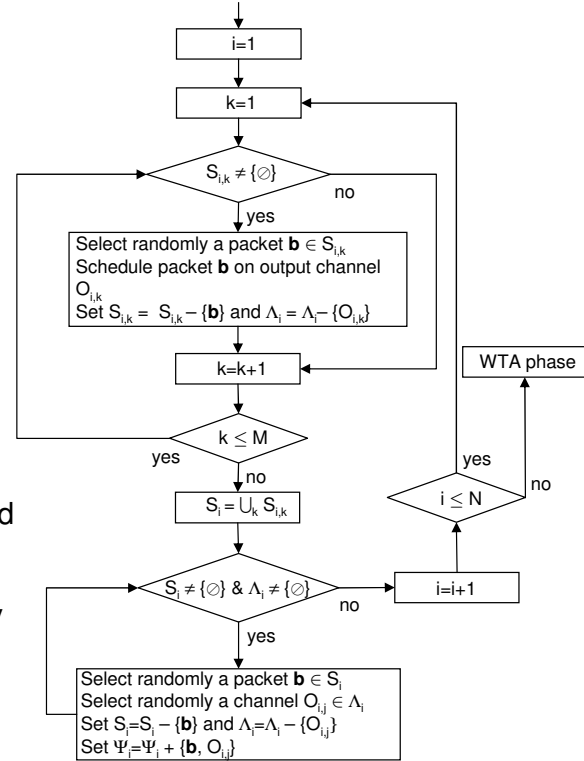 i=1
k=1
S_{i,k} ≠ {∅}
no
yes
Select randomly a packet b ∈ S_{i,k}
Schedule packet b on output channel
O_{i,k}
Set S_{i,k} = S_{i,k} – {b} and Λ_i = Λ_i– {O_{i,k}}
k=k+1
WTA phase
k ≤ M
yes
no
yes
i ≤ N
no
S_i = ∪_k S_{i,k}
d
S_i ≠ {∅} & Λ_i ≠ {∅}
no
i=i+1
y
yes
Select randomly a packet b ∈ S_i
Select randomly a channel O_{i,j} ∈ Λ_i
Set S_i=S_i – {b} and Λ_i=Λ_i – {O_{i,j}}
Set Ψ_i=Ψ_i + {b, O_{i,j}}